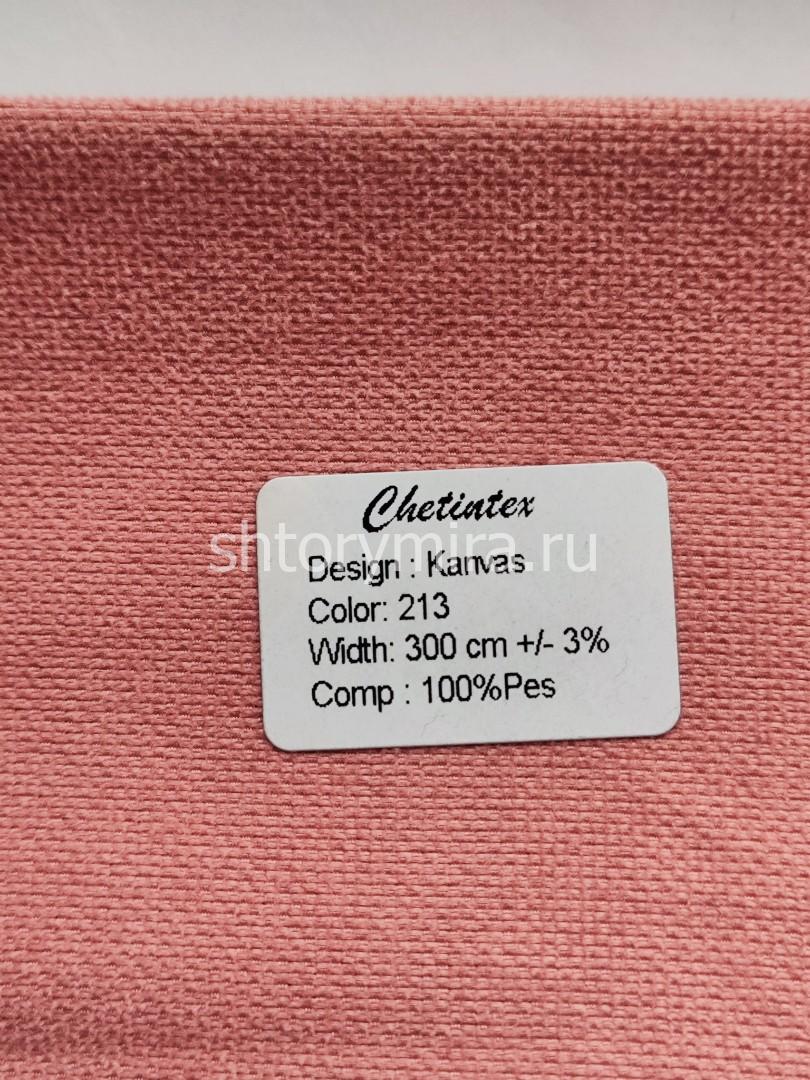 Chetintex
shtorymira.ru
Design : Kanvas
Color: 213
Width: 300 cm +/- 3%
Comp : 100%Pes